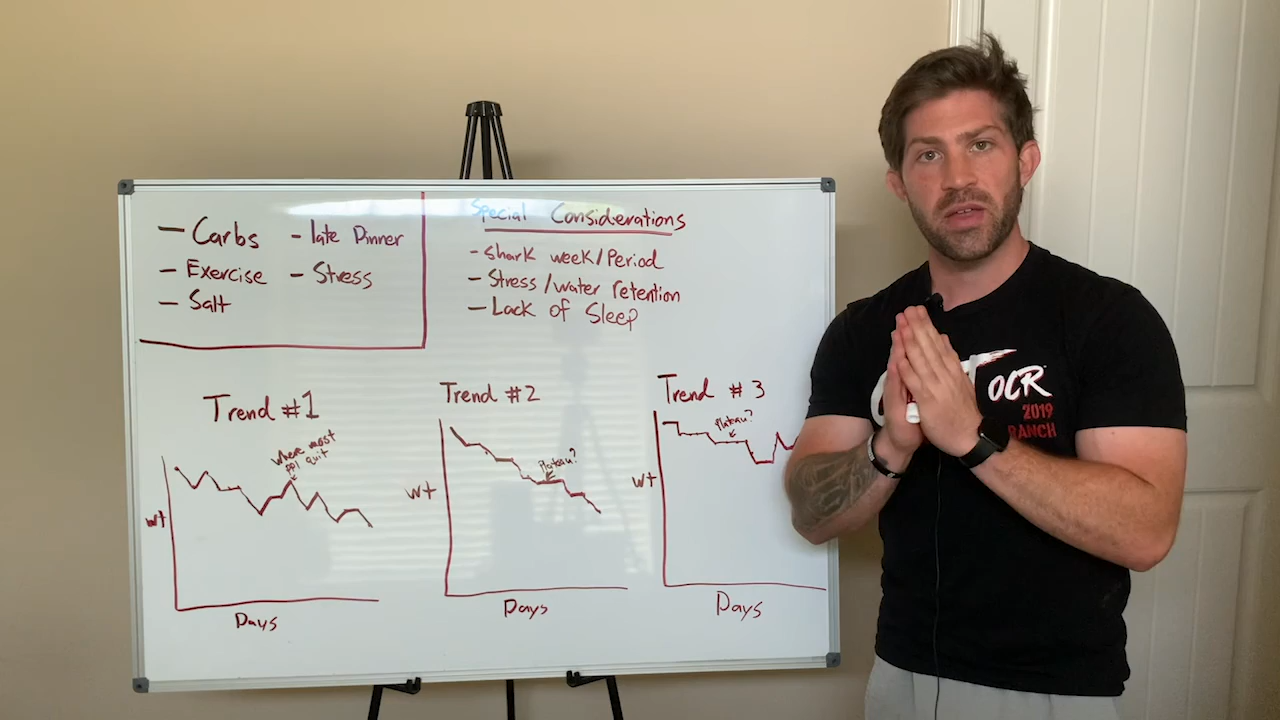 - Carbs
- late Dinner
- Exercise
- Stress
- Salt
Special Considerations
- Shark week/Period
- Stress/water retention
- Lack of Sleep
Trend #1
where most
ppl quit
wt
Days
Trend #2
Plateau?
wt
Days
Trend #3
Plateau?
wt
Days
OCR
2019
RANCH